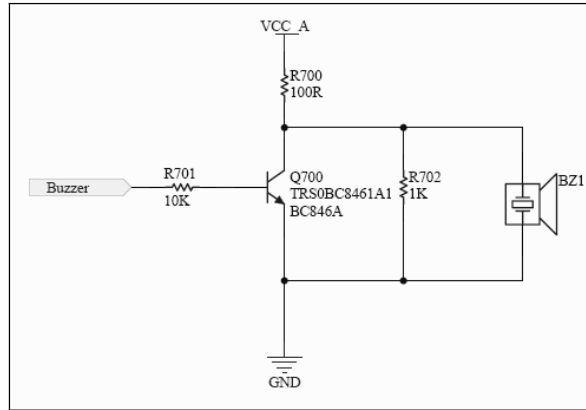 VCC_A
R700
100R
R701
10K
Buzzer
Q700
TRS0BC8461A1
BC846A
R702
1K
BZ1
GND